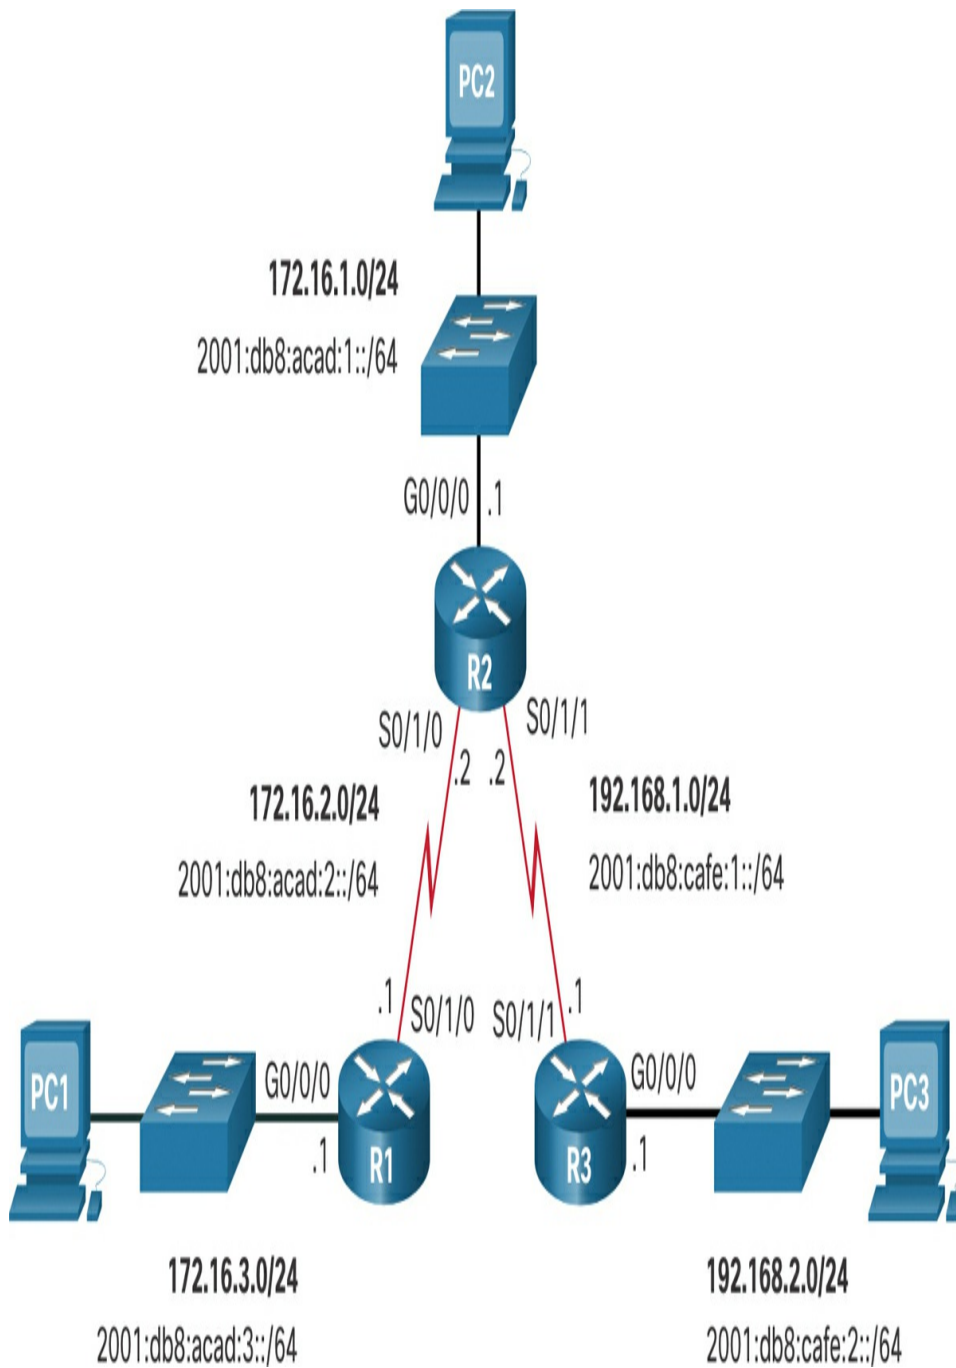 PC2
172.16.1.0/24
2001:db8:acad:1::/64
G0/0/0 .1
R2
S0/1/0 S0/1/1
.2 .2
172.16.2.0/24 192.168.1.0/24
2001:db8:acad:2::/64 2001:db8:cafe:1::/64
.1 .1
S0/1/0 S0/1/1
PC1 G0/0/0 G0/0/0 PC3
.1 R1 R3 .1
172.16.3.0/24 192.168.2.0/24
2001:db8:acad:3::/64 2001:db8:cafe:2::/64